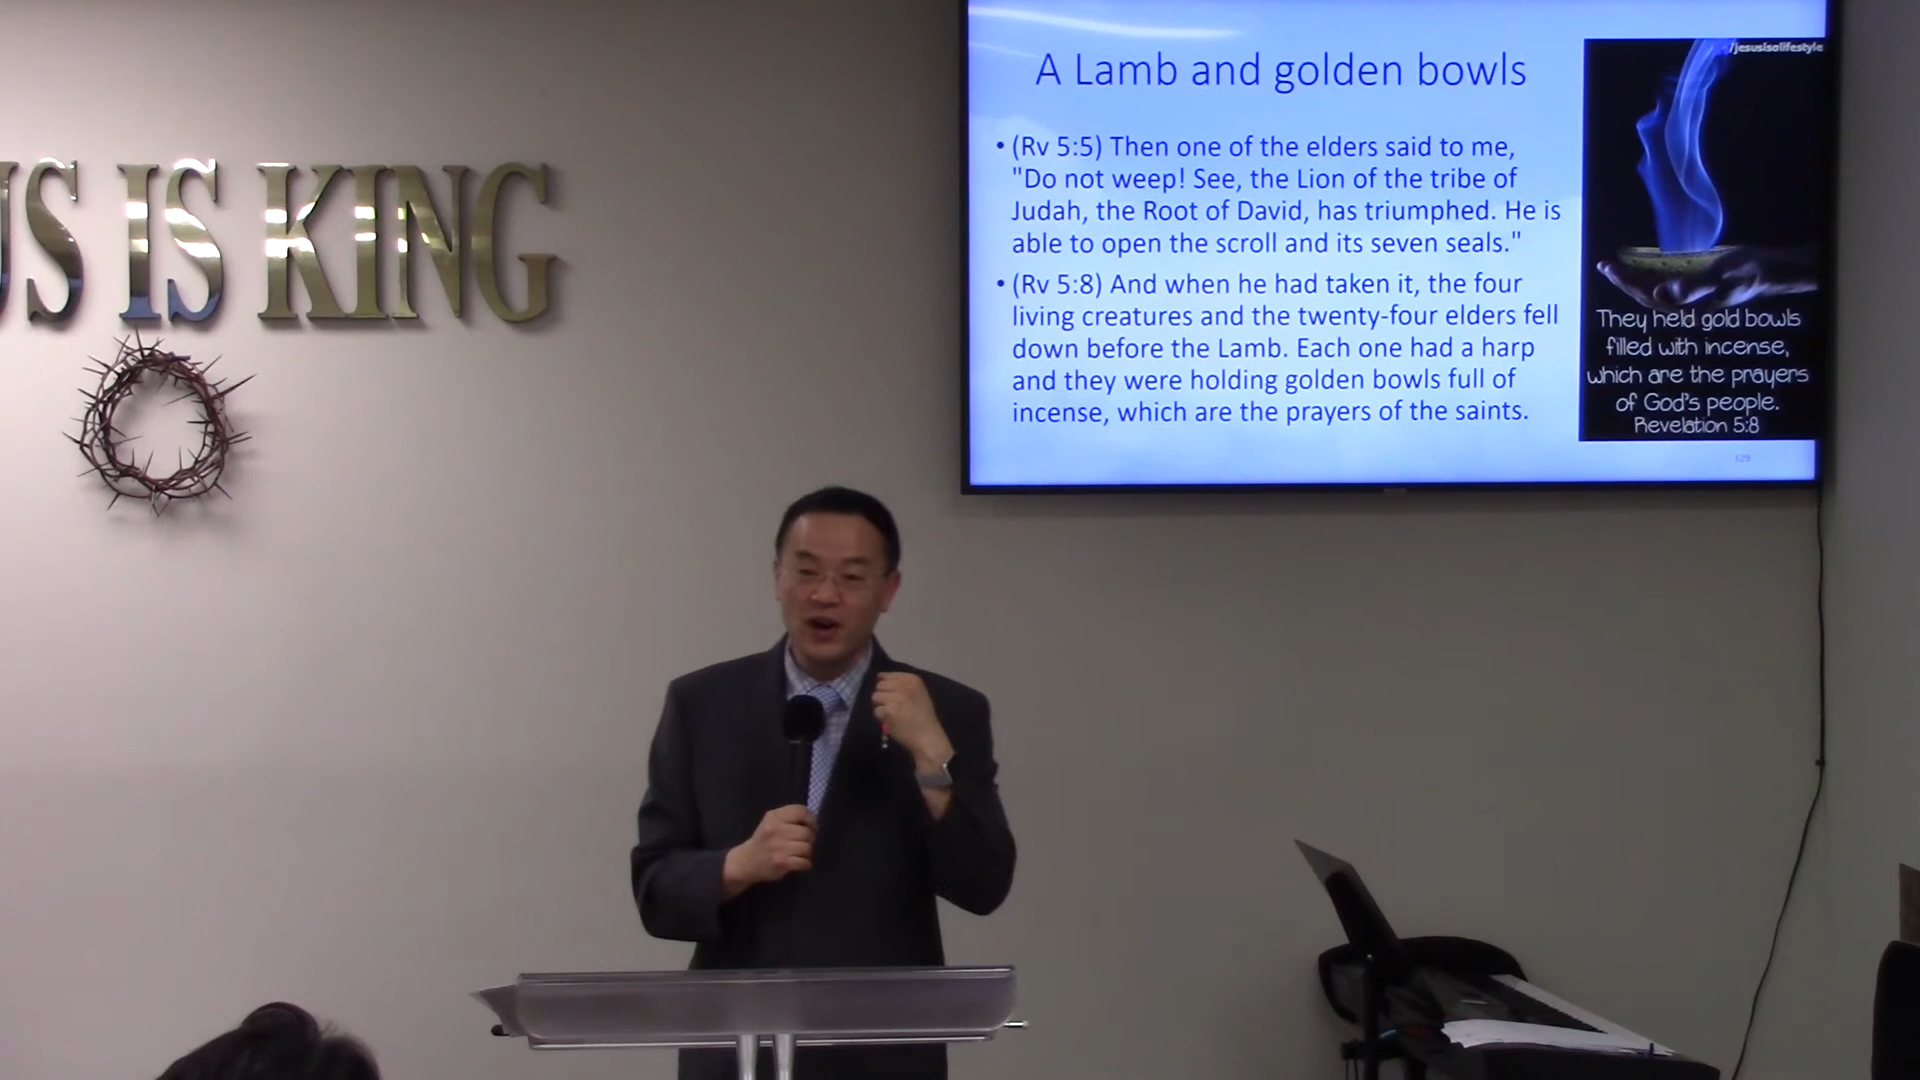 US IS KING
A Lamb and golden bowls
• (Rv 5:5) Then one of the elders said to me,
"Do not weep! See, the Lion of the tribe of
Judah, the Root of David, has triumphed. He is
able to open the scroll and its seven seals."
• (Rv 5:8) And when he had taken it, the four
living creatures and the twenty-four elders fell
down before the Lamb. Each one had a harp
and they were holding golden bowls full of
incense, which are the prayers of the saints.
/jesusisalifestyle
They held gold bowls
filled with incense,
which are the prayers
of God's people.
Revelation 5:8
129